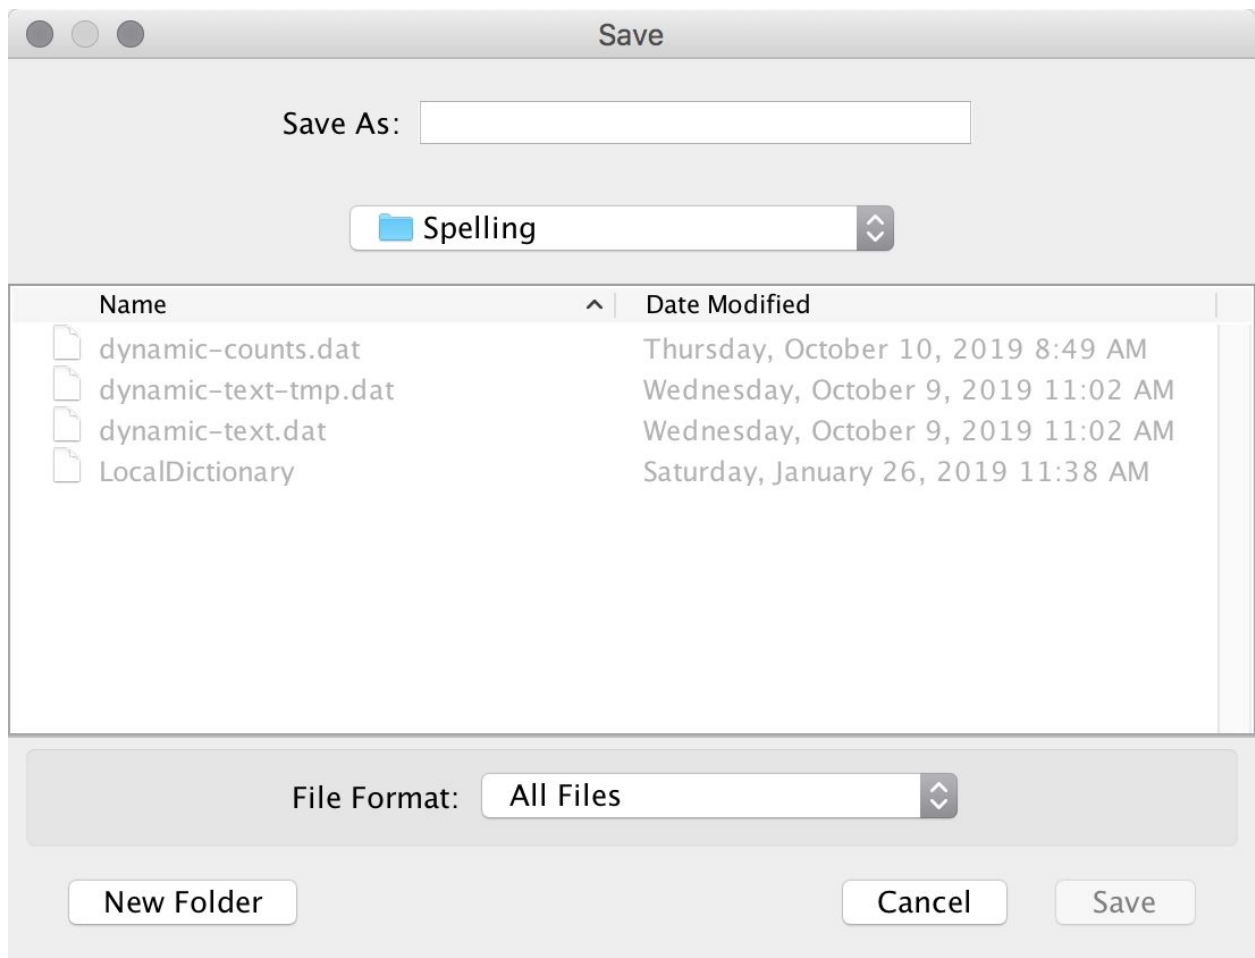 Save
Save As:
Spelling
Name Date Modified
dynamic-counts.dat Thursday, October 10, 2019 8:49 AM
dynamic-text-tmp.dat Wednesday, October 9, 2019 11:02 AM
dynamic-text.dat Wednesday, October 9, 2019 11:02 AM
LocalDictionary Saturday, January 26, 2019 11:38 AM
File Format: All Files
New Folder Cancel Save